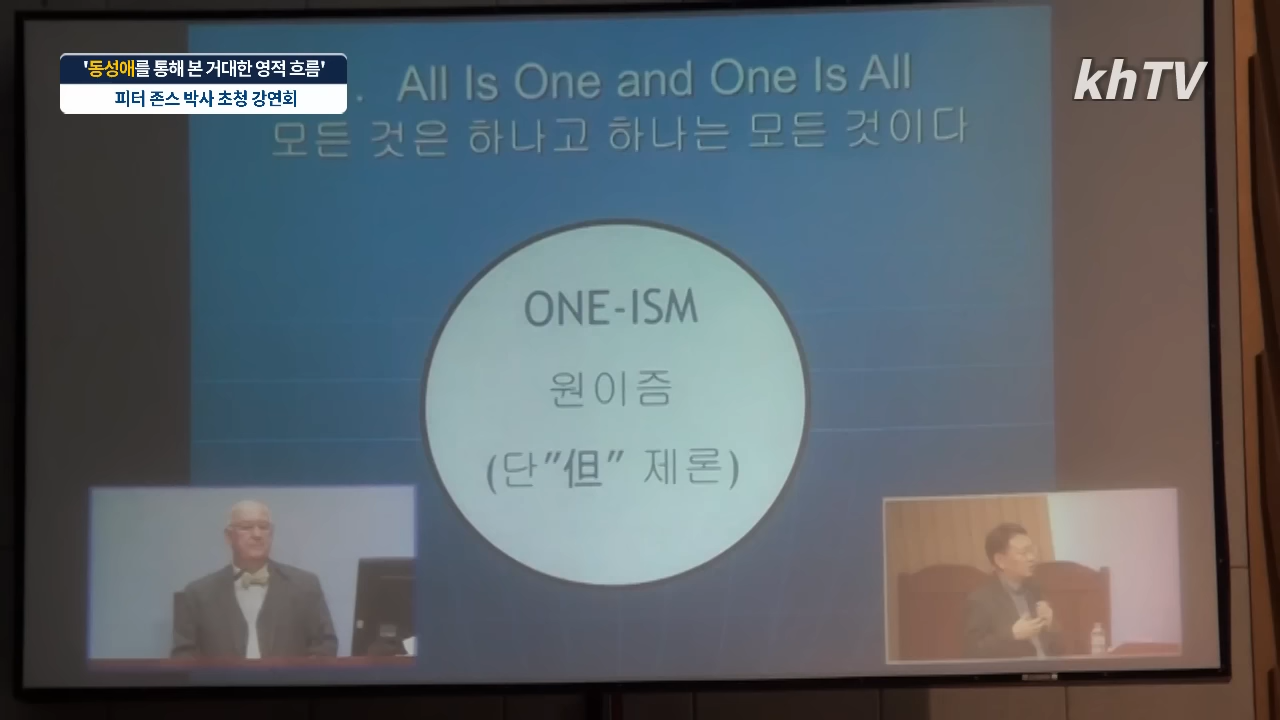 '동성애를 통해 본 거대한 영적 흐름'
피터 존스 박사 초청 강연회
khTV
. All Is One and One Is All
모든 것은 하나고 하나는 모든 것이다
ONE-ISM
원이즘
(단"但" 제론)